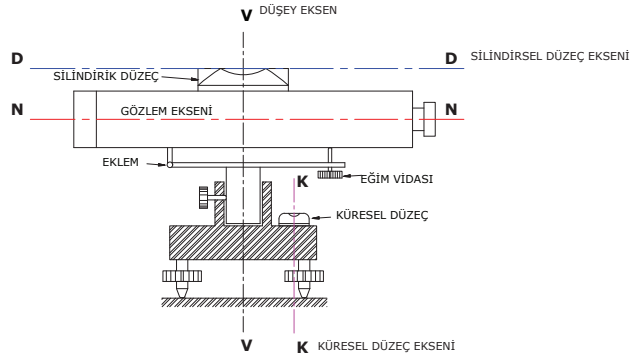 V DÜŞEY EKSEN
D D SİLİNDİRSEL DÜZEÇ EKSENİ
SİLİNDİRİK DÜZEÇ
N GÖZLEM EKSENİ N
EKLEM
K EĞİM VİDASI
KÜRESEL DÜZEÇ
V K KÜRESEL DÜZEÇ EKSENİ